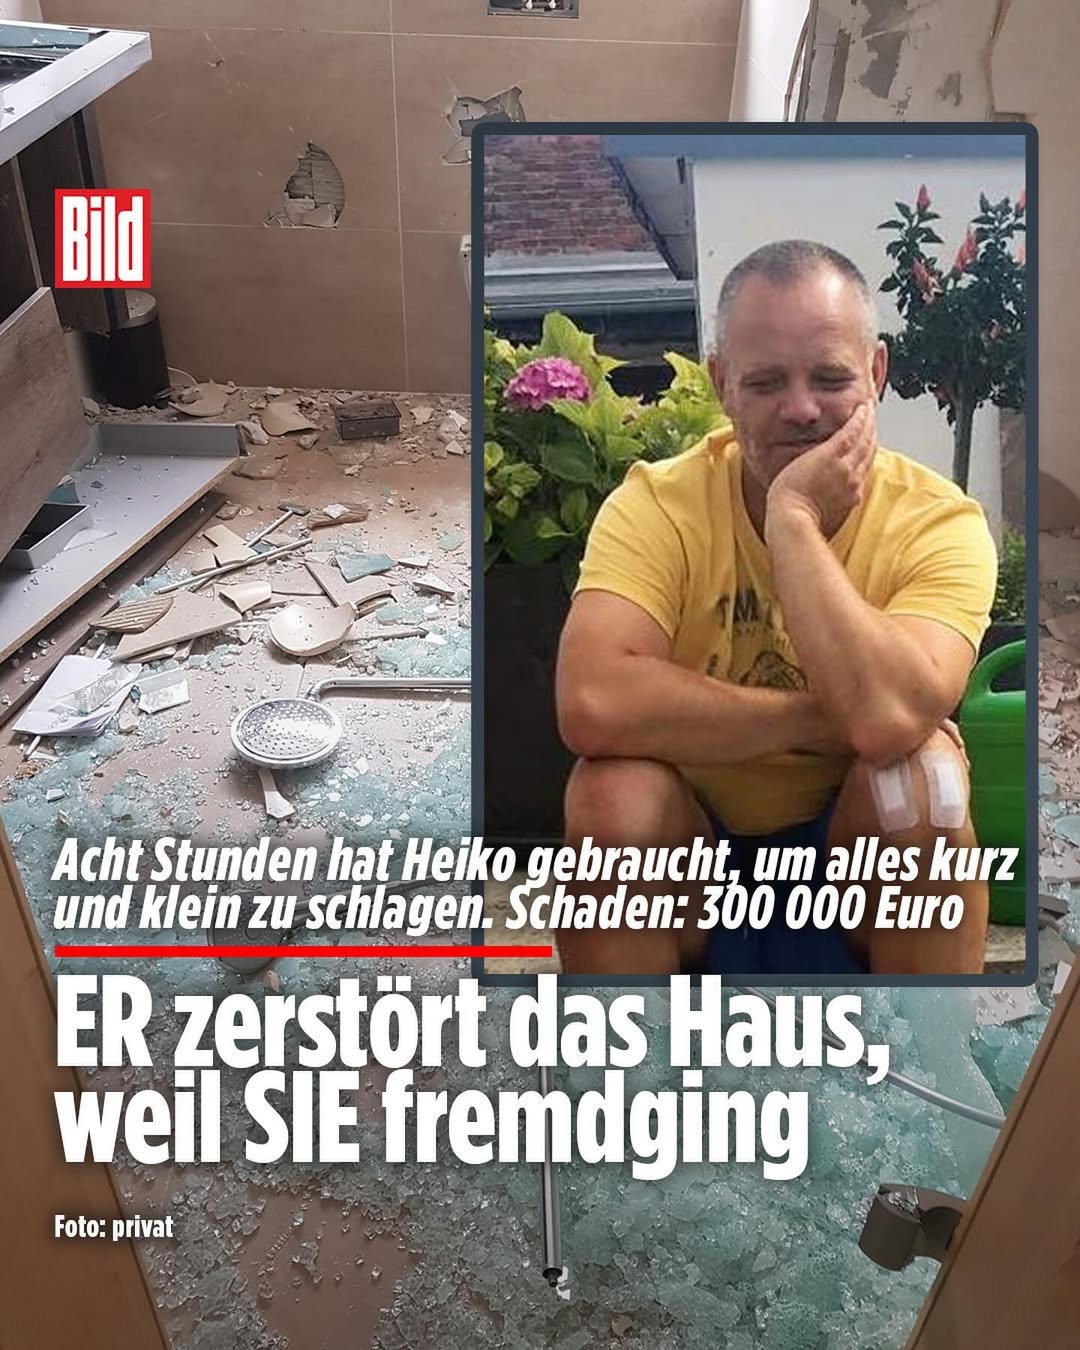 Bild
Acht Stunden hat Heiko gebraucht, um alles kurz
und klein zu schlagen. Schaden: 300 000 Euro
ER zerstört das Haus,
weil SIE fremdging
Foto: privat